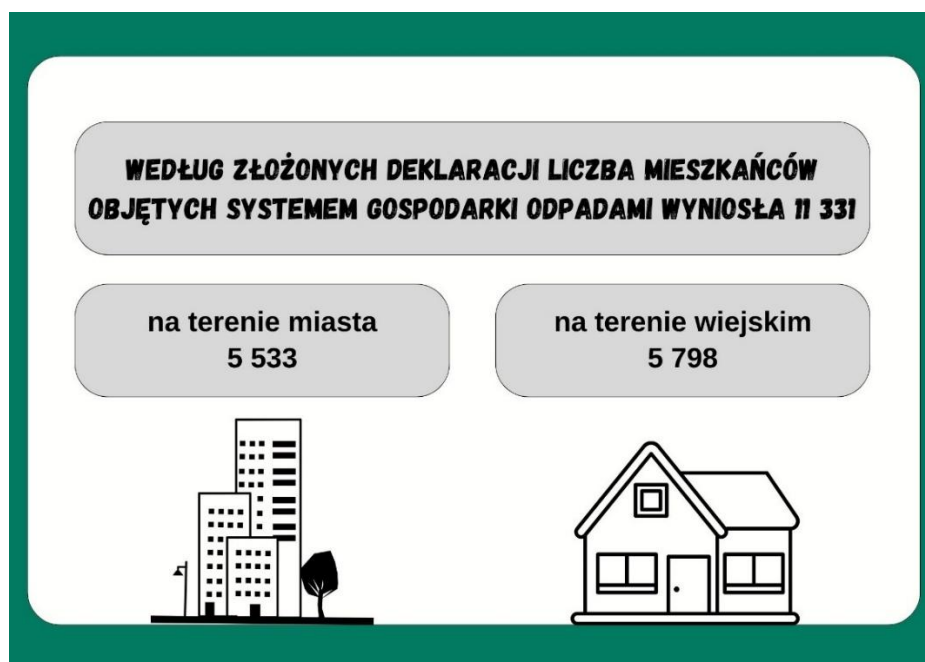 WEDŁUG ZŁOŻONYCH DEKLARACJI LICZBA MIESZKAŃCÓW
OBJĘTYCH SYSTEMEM GOSPODARKI ODPADAMI WYNIOSŁA 11 331
na terenie miasta
5 533
na terenie wiejskim
5 798